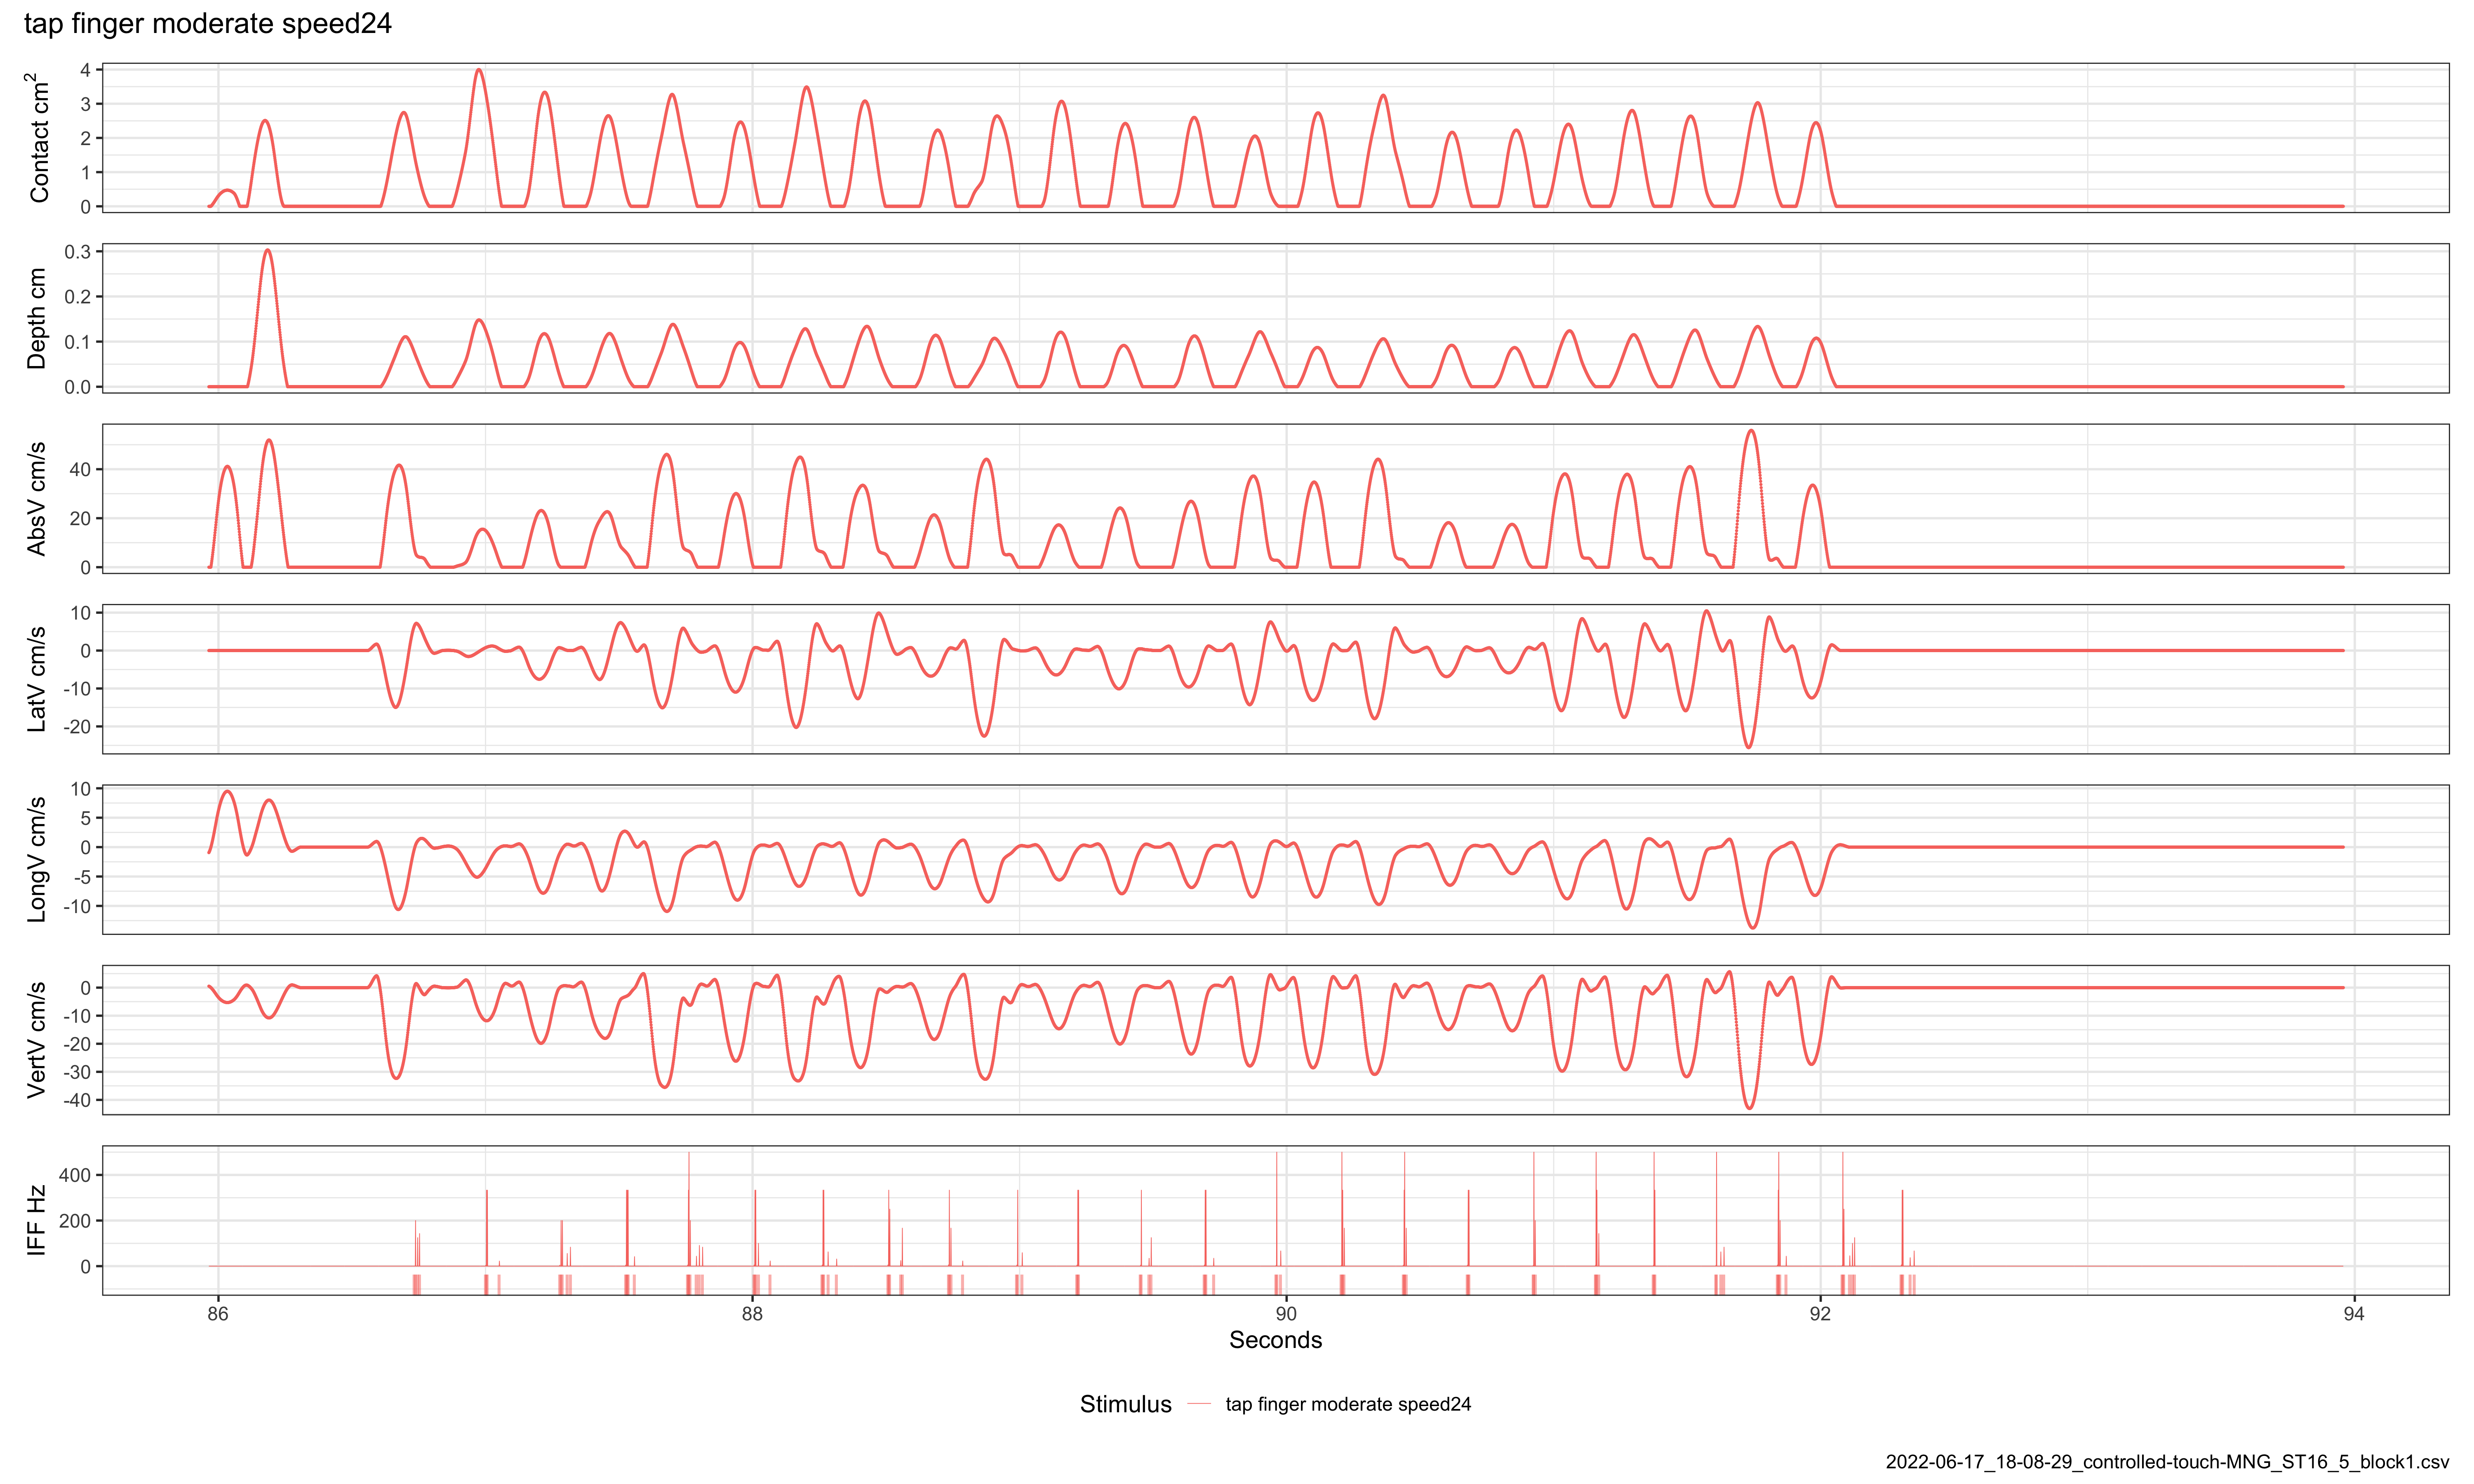 tap finger moderate speed24
Contact cm²
4
3
2
1
0
Depth cm
0.3
0.2
0.1
0.0
AbsV cm/s
40
20
0
LatV cm/s
10
0
-10
-20
LongV cm/s
10
5
0
-5
-10
VertV cm/s
0
-10
-20
-30
-40
IFF Hz
400
200
0
86 88 90 92 94
Seconds
Stimulus tap finger moderate speed24
2022-06-17_18-08-29_controlled-touch-MNG_ST16_5_block1.csv